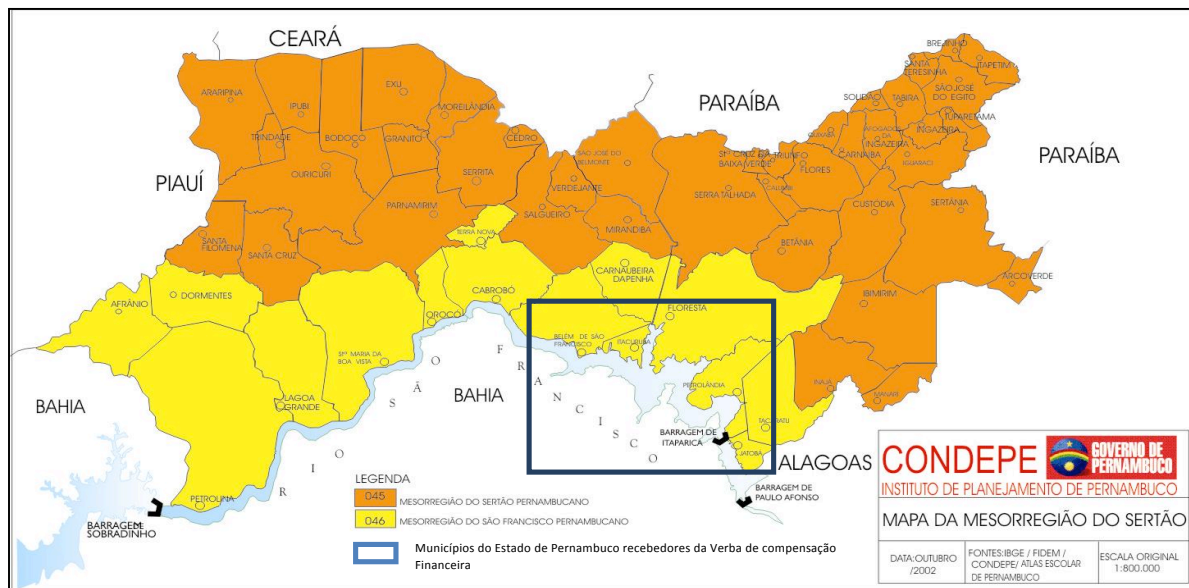 CEARÁ
BREJINHO
SANTA
TERESINHA
ITAPETIM
ARARIPINA
EXU
SÃO JOSÉ
DO EGITO
IPUBI
MOREILÂNDIA
PARAÍBA
SOLIDÃO
TABIRA
TUPARETAMA
INGAZEIRA
TRINDADE
BODOCÓ
GRANITO
CEDRO
QUIXABA
AFOGADOS
DA
INGAZEIRA
CARNAÍBA
IGUARACI
PARAÍBA
SÃO JOSÉ DO
BELMONTE
Stª CRUZ DA
BAIXA VERDE
TRIUNFO
FLORES
PIAUÍ
OURICURI
SERRITA
VERDEJANTE
SERRA TALHADA
CALUMBI
PARNAMIRIM
SALGUEIRO
MIRANDIBA
CUSTÓDIA
SERTÂNIA
SANTA
FILOMENA
SANTA CRUZ
TERRA NOVA
BETÂNIA
CARNAUBEIRA
DA PENHA
ARCOVERDE
AFRÂNIO
DORMENTES
CABROBÓ
OROCÓ
FLORESTA
IBIMIRIM
BELÉM DE SÃO
FRANCISCO
ITACURUBA
Stª MARIA DA
BOA VISTA
BAHIA
BAHIA
LAGOA
GRANDE
PETROLÂNDIA
INAJÁ
MANARI
RIO SÃO FRANCISCO
TACARATU
BARRAGEM DE
ITAPARICA
JATOBÁ
ALAGOAS
PETROLINA
BARRAGEM DE
SOBRADINHO
BARRAGEM DE
PAULO AFONSO
LEGENDA
045 MESORREGIÃO DO SERTÃO PERNAMBUCANO
046 MESORREGIÃO DO SÃO FRANCISCO PERNAMBUCANO
Municípios do Estado de Pernambuco recebedores da Verba de compensação
Financeira
CONDEPE
GOVERNO DE
PERNAMBUCO
INSTITUTO DE PLANEJAMENTO DE PERNAMBUCO
MAPA DA MESORREGIÃO DO SERTÃO
DATA:OUTUBRO
/2002
FONTES:IBGE / FIDEM /
CONDEPE/ ATLAS ESCOLAR
DE PERNAMBUCO
ESCALA ORIGINAL
1:800.000